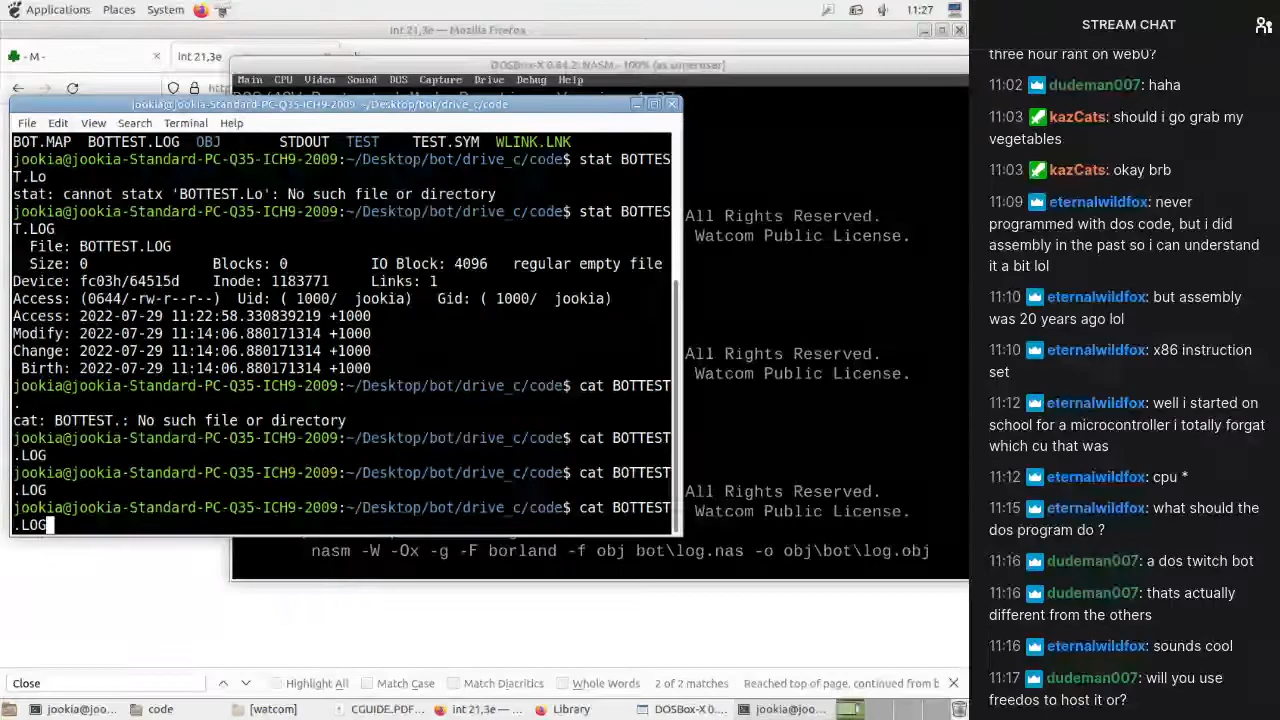 Applications Places System 11:27
int 21,3e — Mozilla Firefox
- M - × int 21,3e
DOSBox-X 0.84.2: NASM - 100% (as someuser)
Main CPU Video Sound DOS Capture Drive Debug Help
jookia@jookia-Standard-PC-Q35-ICH9-2009: ~/Desktop/bot/drive_c/code
File Edit View Search Terminal Help
BOT.MAP BOTTEST.LOG OBJ STDOUT TEST TEST.SYM WLINK.LNK
jookia@jookia-Standard-PC-Q35-ICH9-2009:~/Desktop/bot/drive_c/code$ stat BOTTES
T.Lo
stat: cannot statx 'BOTTEST.Lo': No such file or directory
jookia@jookia-Standard-PC-Q35-ICH9-2009:~/Desktop/bot/drive_c/code$ stat BOTTES
T.LOG
File: BOTTEST.LOG
Size: 0 Blocks: 0 IO Block: 4096 regular empty file
Device: fc03h/64515d Inode: 1183771 Links: 1
Access: (0644/-rw-r--r--) Uid: ( 1000/ jookia) Gid: ( 1000/ jookia)
Access: 2022-07-29 11:22:58.330839219 +1000
Modify: 2022-07-29 11:14:06.880171314 +1000
Change: 2022-07-29 11:14:06.880171314 +1000
Birth: 2022-07-29 11:14:06.880171314 +1000
jookia@jookia-Standard-PC-Q35-ICH9-2009:~/Desktop/bot/drive_c/code$ cat BOTTEST
.
cat: BOTTEST.: No such file or directory
jookia@jookia-Standard-PC-Q35-ICH9-2009:~/Desktop/bot/drive_c/code$ cat BOTTEST
.LOG
jookia@jookia-Standard-PC-Q35-ICH9-2009:~/Desktop/bot/drive_c/code$ cat BOTTEST
.LOG
jookia@jookia-Standard-PC-Q35-ICH9-2009:~/Desktop/bot/drive_c/code$ cat BOTTEST
.LOG
All Rights Reserved.
Watcom Public License.
All Rights Reserved.
Watcom Public License.
All Rights Reserved.
Watcom Public License.
nasm -W -Ox -g -F borland -f obj bot\log.nas -o obj\bot\log.obj
Close Highlight All Match Case Match Diacritics Whole Words 2 of 2 matches Reached top of page, continued from b
jookia@joo... code [watcom] CGUIDE.PDF... int 21,3e –... Library DOSBox-X 0.... jookia@joo...
STREAM CHAT
three hour rant on web0?
11:02 dudeman007: haha
11:03 kazCats: should i go grab my
vegetables
11:03 kazCats: okay brb
11:09 eternalwildfox: never
programmed with dos code, but i did
assembly in the past so i can understand
it a bit lol
11:10 eternalwildfox: but assembly
was 20 years ago lol
11:10 eternalwildfox: x86 instruction
set
11:12 eternalwildfox: well i started on
school for a microcontroller i totally forgat
which cu that was
11:12 eternalwildfox: cpu *
11:15 eternalwildfox: what should the
dos program do ?
11:16 dudeman007: a dos twitch bot
11:16 dudeman007: thats actually
different from the others
11:16 eternalwildfox: sounds cool
11:17 dudeman007: will you use
freedos to host it or?